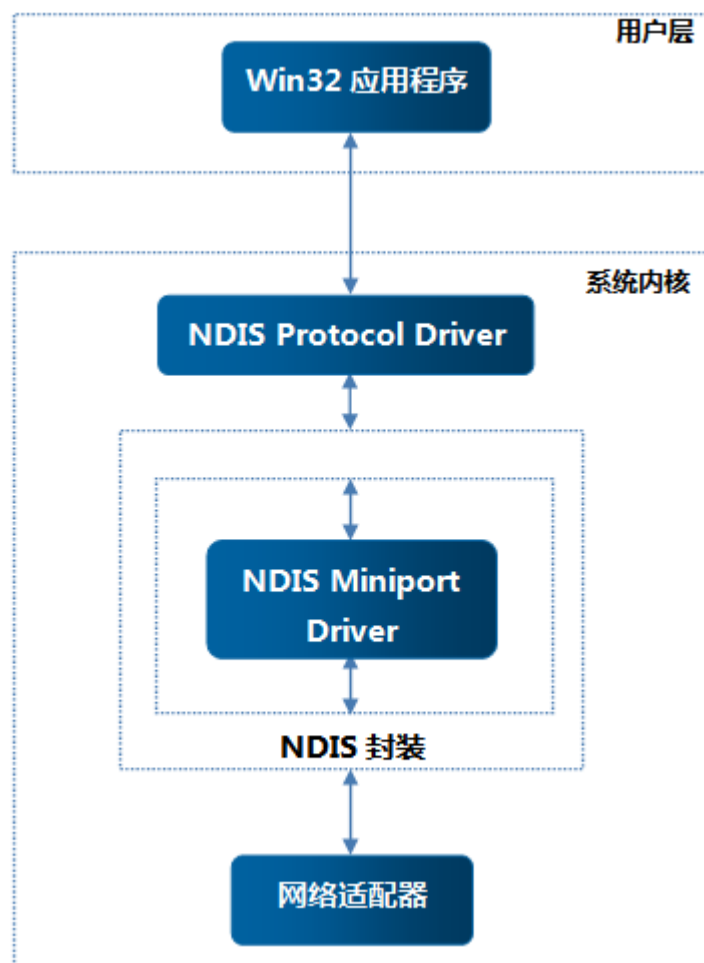 用户层
Win32 应用程序
系统内核
NDIS Protocol Driver
NDIS Miniport
Driver
NDIS 封装
网络适配器